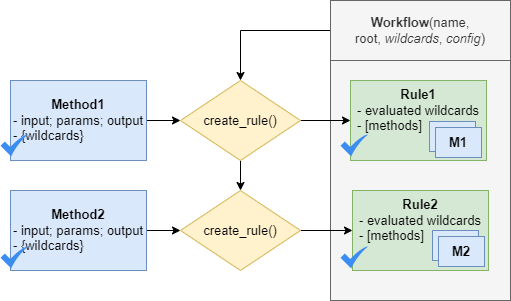 Workflow(name,
root, wildcards, config)
Method1
- input; params; output
- {wildcards}
create_rule()
Rule1
- evaluated wildcards
- [methods]
M1
Method2
- input; params; output
- {wildcards}
create_rule()
Rule2
- evaluated wildcards
- [methods]
M2